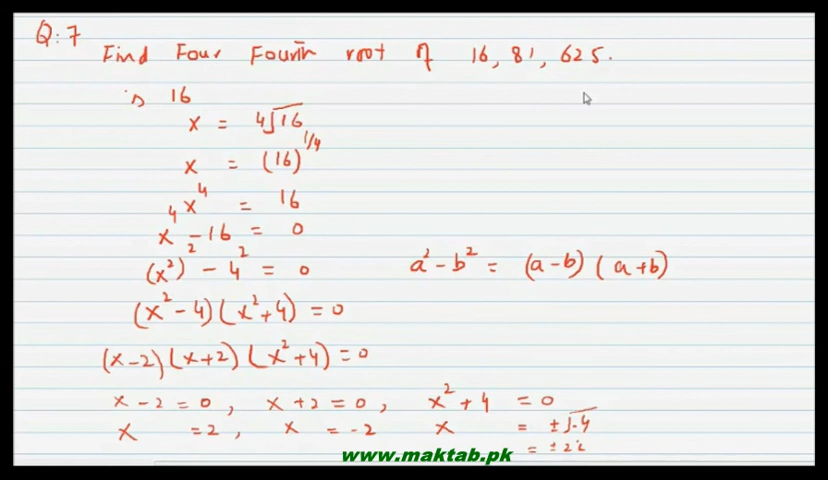 Q:7
Find Four Fourth root of 16, 81, 625.
is 16
x = 4√16
x = (16)^1/4
x^4 = 16
x^4 - 16 = 0
(x^2)^2 - 4^2 = 0 a^2 - b^2 = (a-b) (a+b)
(x^2 - 4)(x^2 + 4) = 0
(x-2)(x+2)(x^2+4) = 0
x - 2 = 0, x + 2 = 0, x^2 + 4 = 0
x = 2, x = -2 x = ±√-4
= ±2i
www.maktab.pk